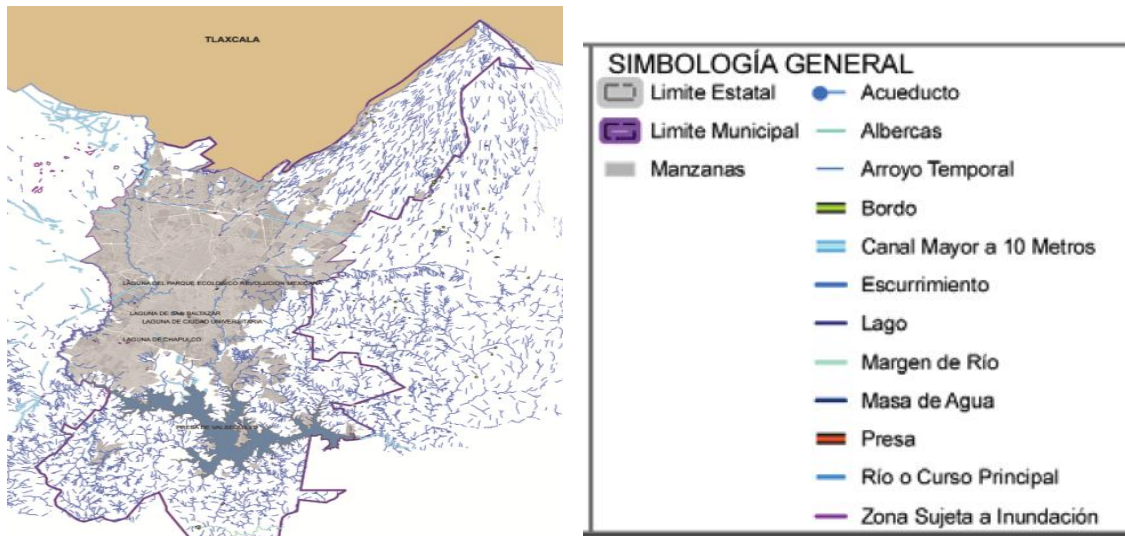 TLAXCALA
LAGUNA DEL PARQUE ECOLOGICO REVOLUCION MEXICANA
LAGUNA DE SAN BALTAZAR
LAGUNA DE CIUDAD UNIVERSITARIA
LAGUNA DE CHAPULCO
PRESA DE VALSEQUILLO
SIMBOLOGÍA GENERAL
Limite Estatal
Limite Municipal
Manzanas
Acueducto
Albercas
Arroyo Temporal
Bordo
Canal Mayor a 10 Metros
Escurrimiento
Lago
Margen de Río
Masa de Agua
Presa
Río o Curso Principal
Zona Sujeta a Inundación